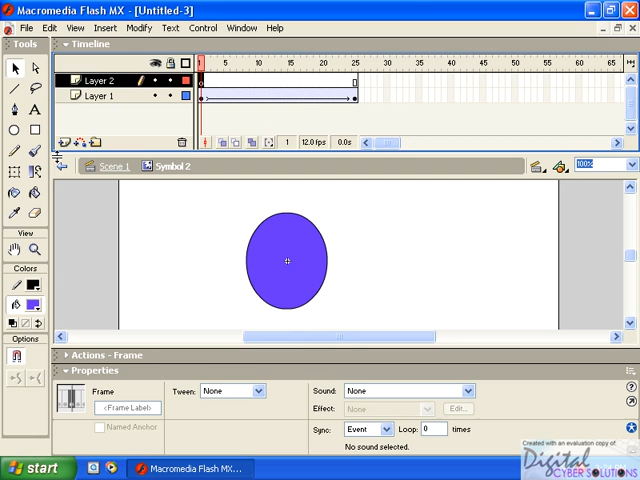 Macromedia Flash MX - [Untitled-3]
File Edit View Insert Modify Text Control Window Help
Tools
Timeline
1 5 10 15 20 25 30 35 40 45 50 55 60 65
Layer 2
Layer 1
1 12.0 fps 0.0s
Scene 1 Symbol 2 100%
View
Colors
Options
Actions - Frame
Properties
Frame Tween: None Sound: None
<Frame Label> Effect: None Edit...
Named Anchor Sync: Event Loop: 0 times
No sound selected.
Created with an evaluation copy of
Digital
CYBER SOLUTIONS
start Macromedia Flash MX...